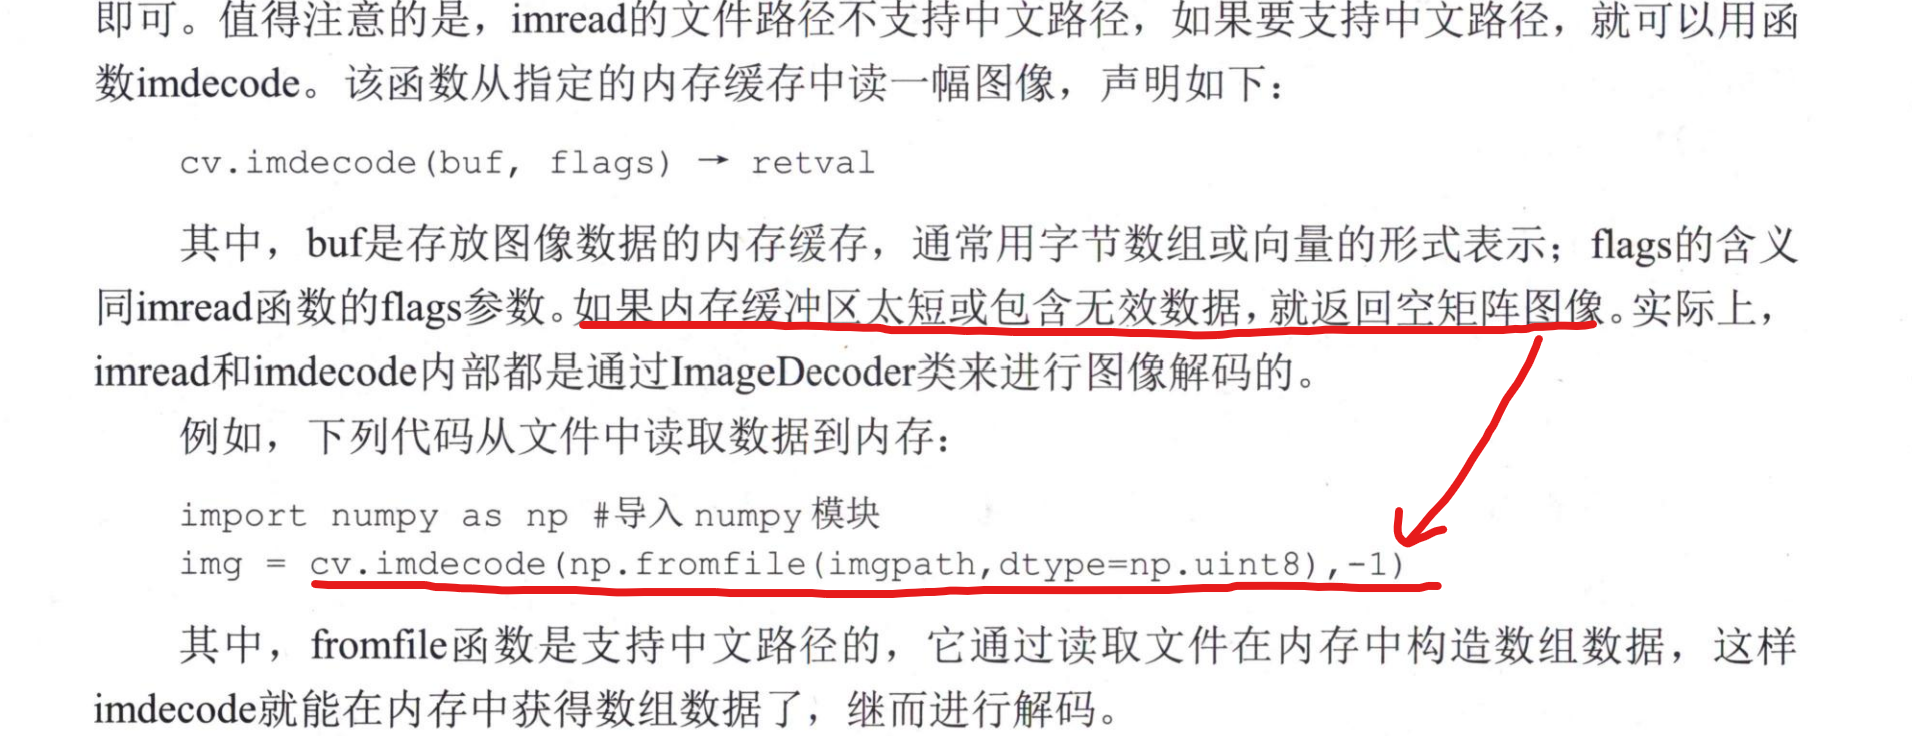 即可。值得注意的是，imread的文件路径不支持中文路径，如果要支持中文路径，就可以用函
数imdecode。该函数从指定的内存缓存中读一幅图像，声明如下：
cv.imdecode(buf, flags) → retval
其中，buf是存放图像数据的内存缓存，通常用字节数组或向量的形式表示；flags的含义
同imread函数的flags参数。如果内存缓冲区太短或包含无效数据，就返回空矩阵图像。实际上，
imread和imdecode内部都是通过ImageDecoder类来进行图像解码的。
例如，下列代码从文件中读取数据到内存：
import numpy as np #导入numpy模块
img = cv.imdecode(np.fromfile(imgpath,dtype=np.uint8),-1)
其中，fromfile函数是支持中文路径的，它通过读取文件在内存中构造数组数据，这样
imdecode就能在内存中获得数组数据了，继而进行解码。